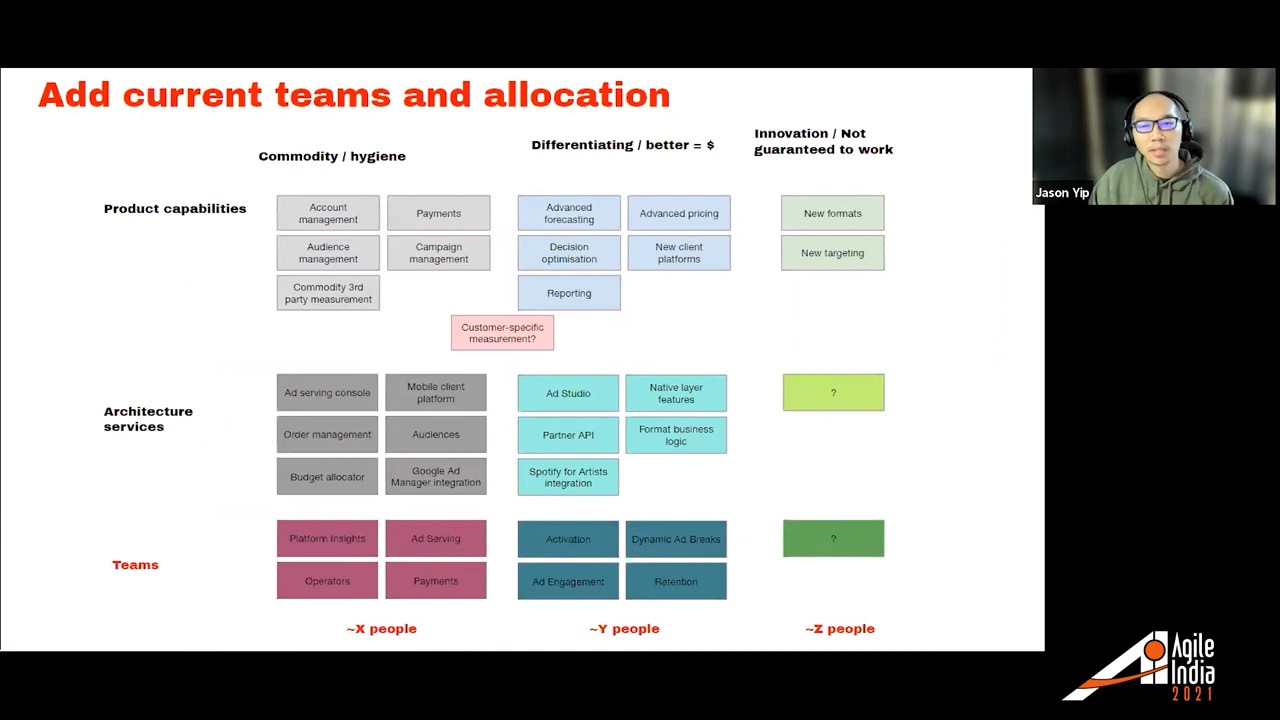 Add current teams and allocation
Commodity / hygiene
Differentiating / better = $
Innovation / Not
guaranteed to work
Product capabilities
Account
management
Payments
Audience
management
Campaign
management
Commodity 3rd
party measurement
Advanced
forecasting
Advanced pricing
Decision
optimisation
New client
platforms
Reporting
New formats
New targeting
Customer-specific
measurement?
Architecture
services
Ad serving console
Mobile client
platform
Order management
Audiences
Budget allocator
Google Ad
Manager integration
Ad Studio
Native layer
features
Partner API
Format business
logic
Spotify for Artists
integration
?
Teams
Platform Insights
Ad Serving
Operators
Payments
Activation
Dynamic Ad Breaks
Ad Engagement
Retention
?
~X people
~Y people
~Z people
Jason Yip
Agile
India
2021